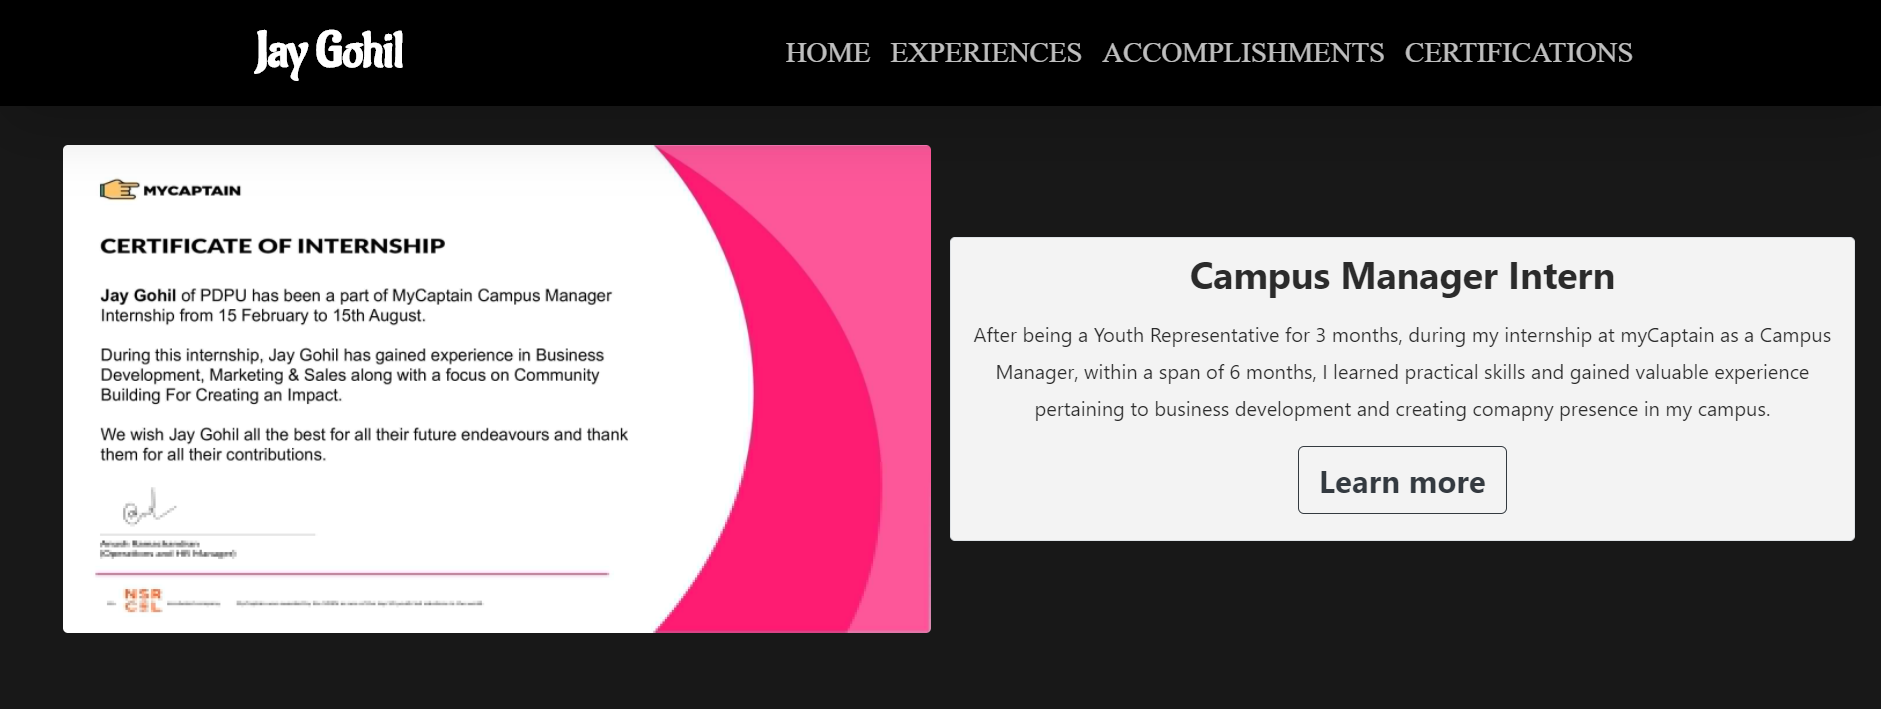 Jay Gohil
HOME EXPERIENCES ACCOMPLISHMENTS CERTIFICATIONS
MYCAPTAIN
CERTIFICATE OF INTERNSHIP
Jay Gohil of PDPU has been a part of MyCaptain Campus Manager
Internship from 15 February to 15th August.
During this internship, Jay Gohil has gained experience in Business
Development, Marketing & Sales along with a focus on Community
Building For Creating an Impact.
We wish Jay Gohil all the best for all their future endeavours and thank
them for all their contributions.
(Operations and HR Manager)
NSR
CEL
Campus Manager Intern
After being a Youth Representative for 3 months, during my internship at myCaptain as a Campus
Manager, within a span of 6 months, I learned practical skills and gained valuable experience
pertaining to business development and creating comapny presence in my campus.
Learn more